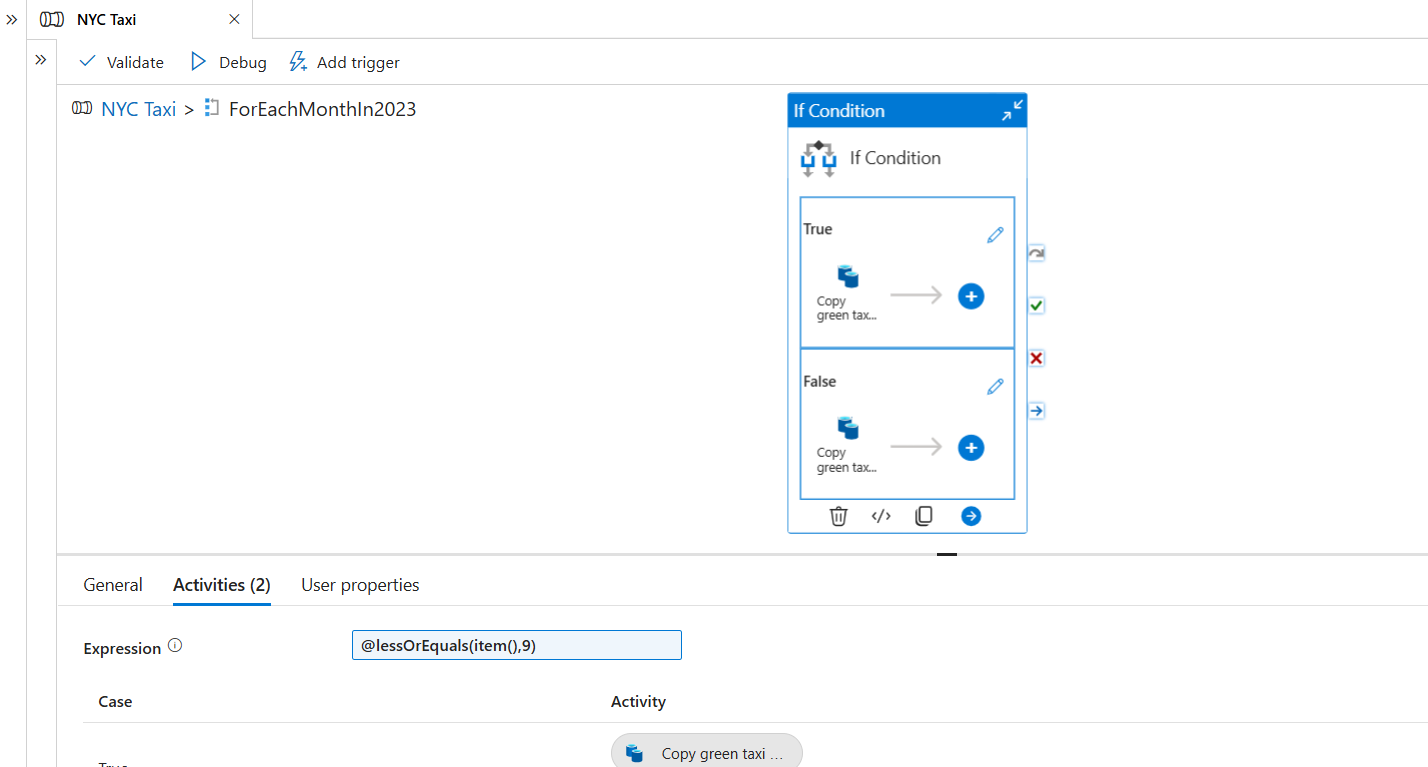 NYC Taxi
Validate
Debug
Add trigger
NYC Taxi > ForEachMonthIn2023
If Condition
If Condition
True
Copy
green tax...
False
Copy
green tax...
General
Activities (2)
User properties
Expression
@lessOrEquals(item(),9)
Case
Activity
True
Copy green taxi ...